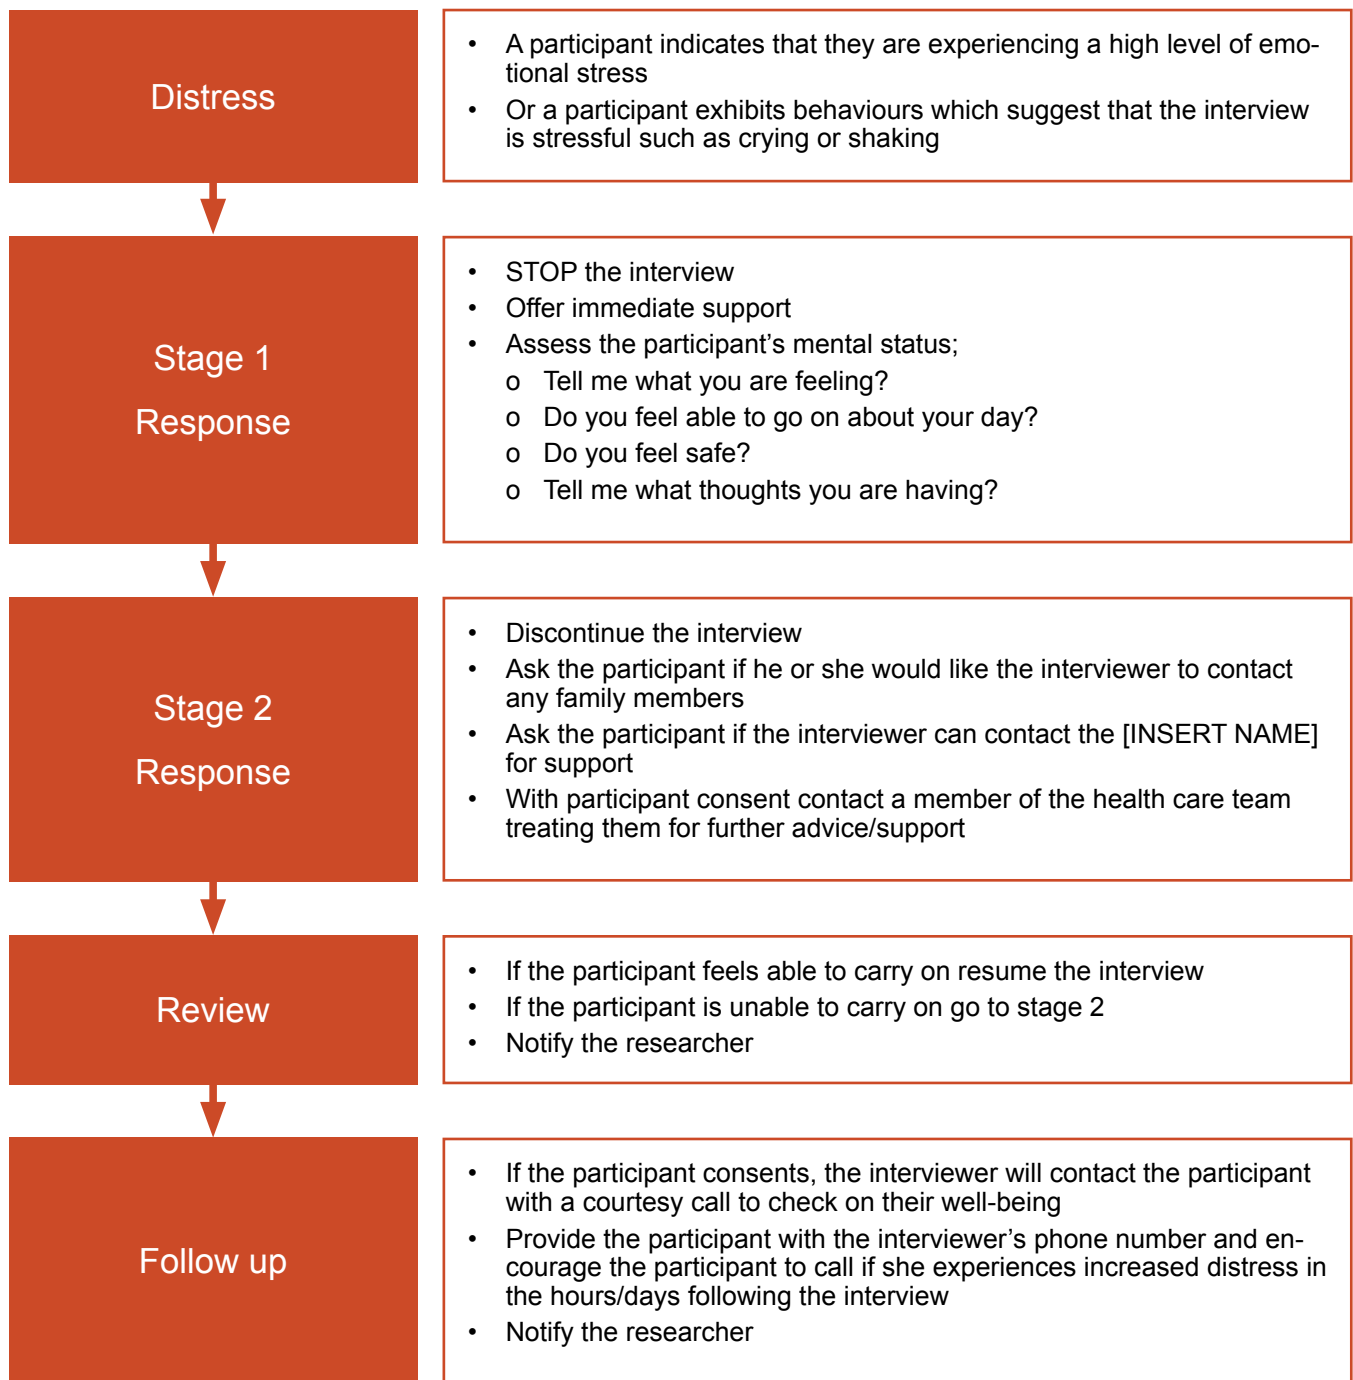 Distress
• A participant indicates that they are experiencing a high level of emo-
tional stress
• Or a participant exhibits behaviours which suggest that the interview
is stressful such as crying or shaking
Stage 1
Response
• STOP the interview
• Offer immediate support
• Assess the participant’s mental status;
o Tell me what you are feeling?
o Do you feel able to go on about your day?
o Do you feel safe?
o Tell me what thoughts you are having?
Stage 2
Response
• Discontinue the interview
• Ask the participant if he or she would like the interviewer to contact
any family members
• Ask the participant if the interviewer can contact the [INSERT NAME]
for support
• With participant consent contact a member of the health care team
treating them for further advice/support
Review
• If the participant feels able to carry on resume the interview
• If the participant is unable to carry on go to stage 2
• Notify the researcher
Follow up
• If the participant consents, the interviewer will contact the participant
with a courtesy call to check on their well-being
• Provide the participant with the interviewer’s phone number and en-
courage the participant to call if she experiences increased distress in
the hours/days following the interview
• Notify the researcher